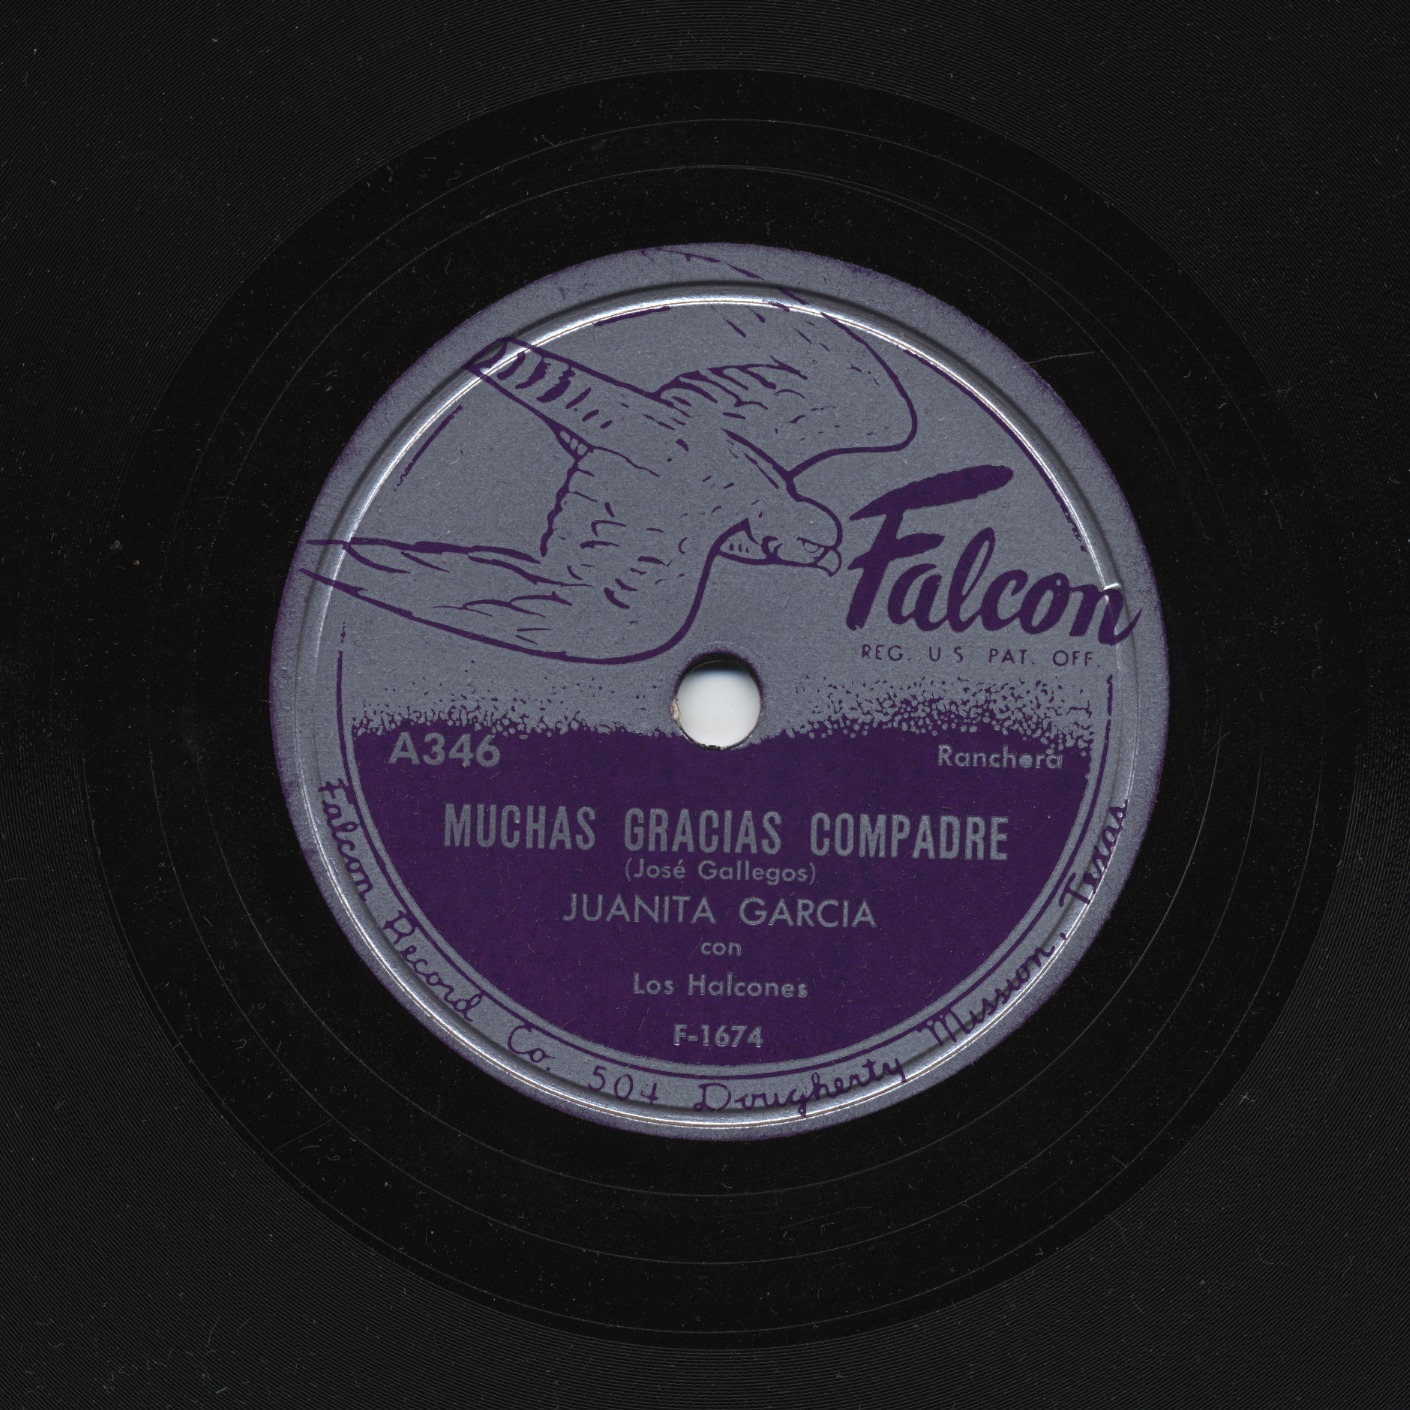 Falcon
REG. U S PAT. OFF.
A346
Ranchera
MUCHAS GRACIAS COMPADRE
(José Gallegos)
JUANITA GARCIA
con
Los Halcones
F-1674
Falcon Record Co. 504 Dougherty Mission, Texas